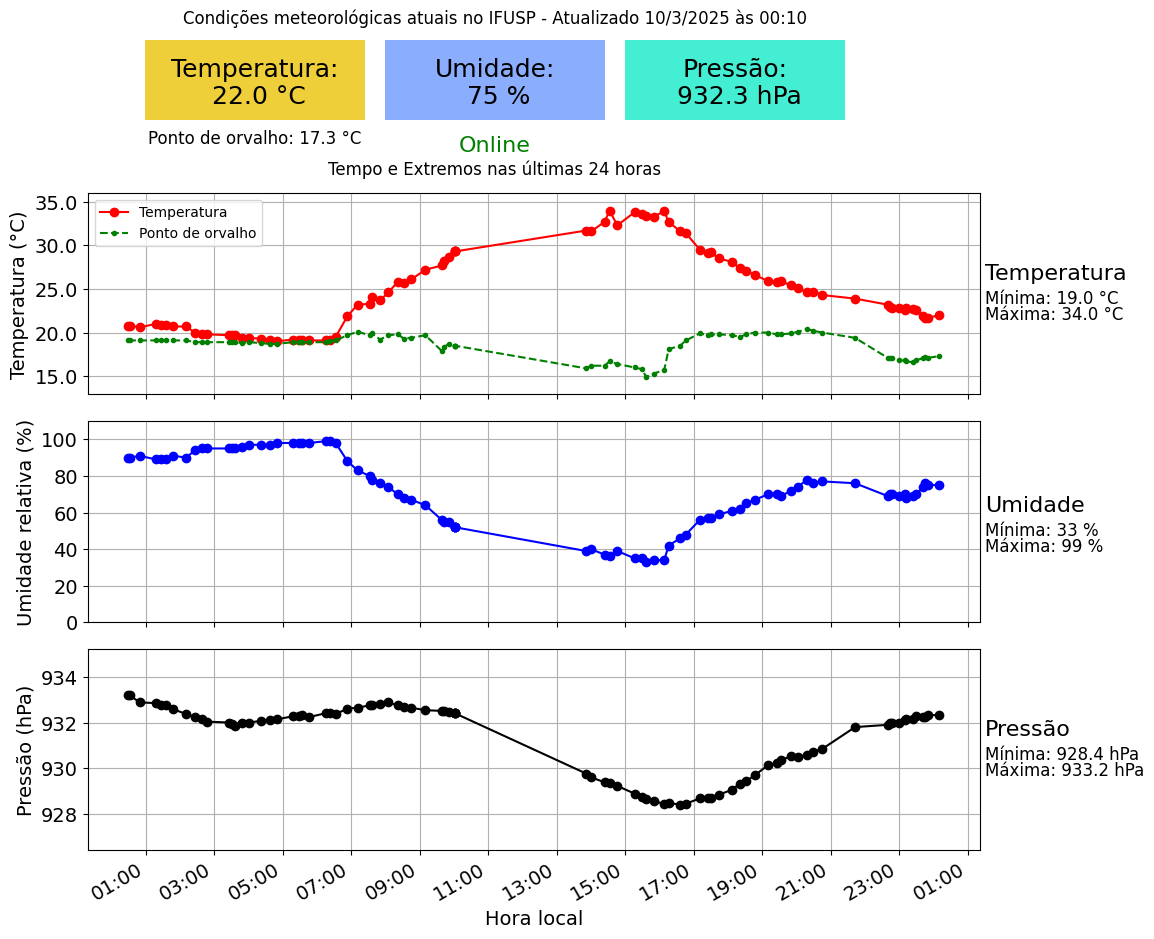 Condições meteorológicas atuais no IFUSP - Atualizado 10/3/2025 às 00:10
Temperatura:
22.0 °C
Umidade:
75 %
Pressão:
932.3 hPa
Ponto de orvalho: 17.3 °C
Online
Tempo e Extremos nas últimas 24 horas
Temperatura (°C)
35.0
30.0
25.0
20.0
15.0
Temperatura
Ponto de orvalho
Temperatura
Mínima: 19.0 °C
Máxima: 34.0 °C
Umidade relativa (%)
100
80
60
40
20
0
Umidade
Mínima: 33 %
Máxima: 99 %
Pressão (hPa)
934
932
930
928
Pressão
Mínima: 928.4 hPa
Máxima: 933.2 hPa
01:00 03:00 05:00 07:00 09:00 11:00 13:00 15:00 17:00 19:00 21:00 23:00 01:00
Hora local